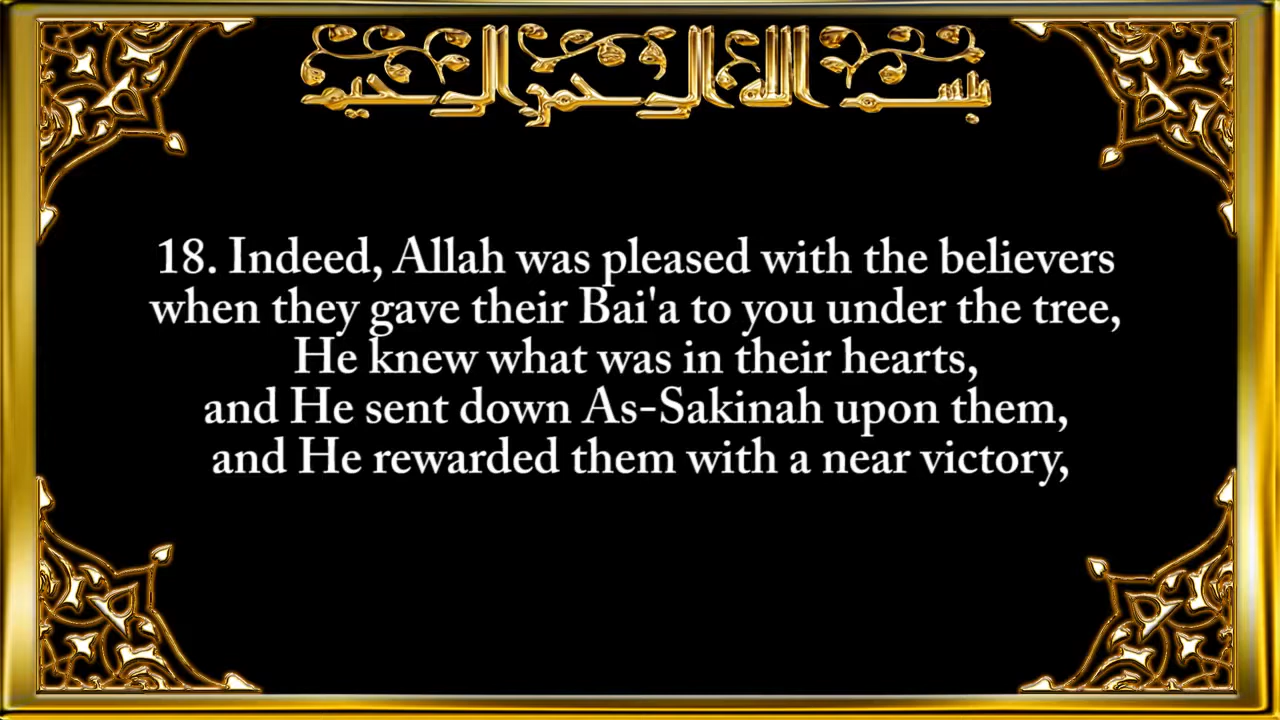 بسم الله الرحمن الرحيم
18. Indeed, Allah was pleased with the believers
when they gave their Bai'a to you under the tree,
He knew what was in their hearts,
and He sent down As-Sakinah upon them,
and He rewarded them with a near victory,